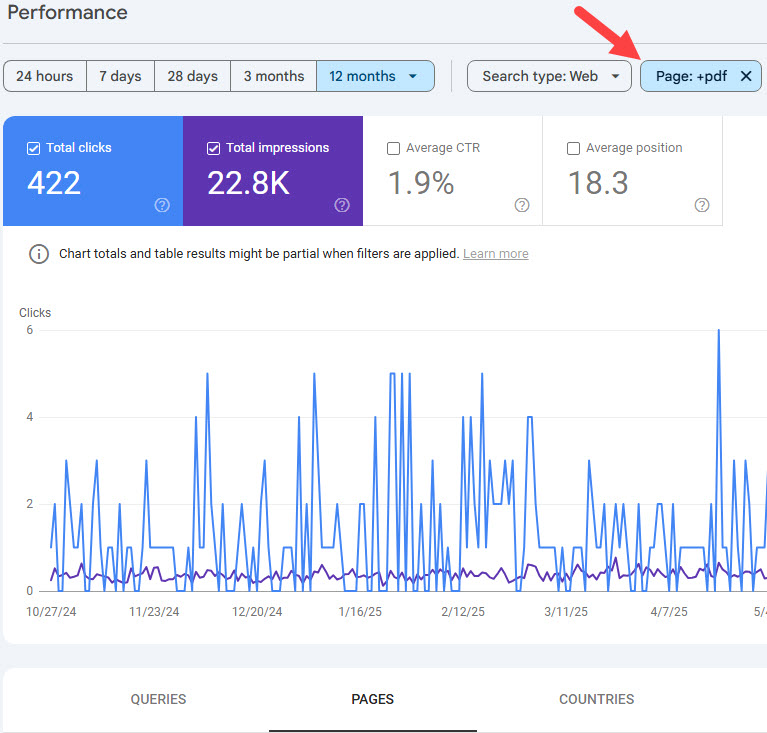 Performance
24 hours 7 days 28 days 3 months 12 months Search type: Web Page: +pdf
Total clicks Total impressions Average CTR Average position
422 22.8K 1.9% 18.3
Chart totals and table results might be partial when filters are applied. Learn more
Clicks
6
4
2
0
10/27/24 11/23/24 12/20/24 1/16/25 2/12/25 3/11/25 4/7/25
QUERIES PAGES COUNTRIES